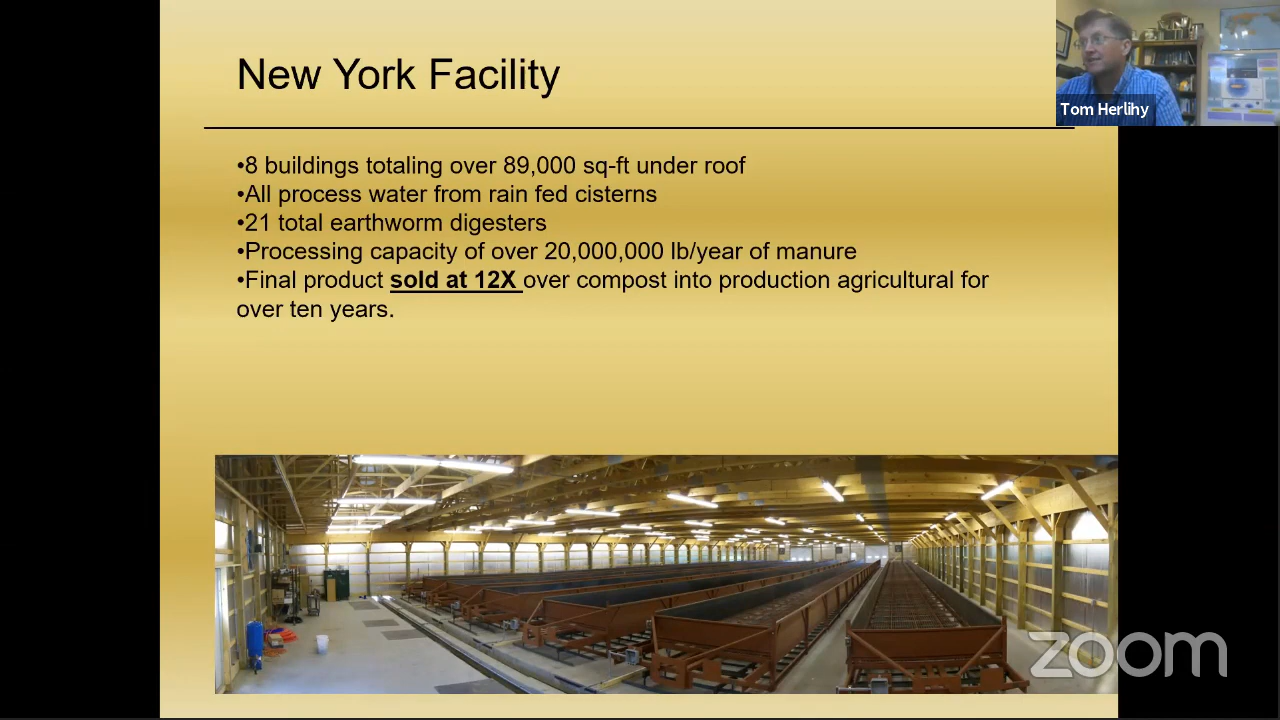 New York Facility
Tom Herlihy
•8 buildings totaling over 89,000 sq-ft under roof
•All process water from rain fed cisterns
•21 total earthworm digesters
•Processing capacity of over 20,000,000 lb/year of manure
•Final product sold at 12X over compost into production agricultural for
over ten years.
zoom